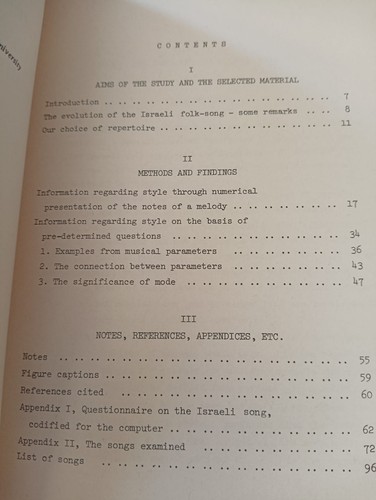 niversity
CONTENTS
I
AIMS OF THE STUDY AND THE SELECTED MATERIAL
Introduction .. .. .. .. .. .. .. .. .. .. .. .. .. .. .. 7
The evolution of the Israeli folk-song - some remarks .. .. 8
Our choice of repertoire .. .. .. .. .. .. .. .. .. .. .. 11
II
METHODS AND FINDINGS
Information regarding style through numerical
presentation of the notes of a melody .. .. .. .. .. .. .. 17
Information regarding style on the basis of
pre-determined questions .. .. .. .. .. .. .. .. .. .. 34
1. Examples from musical parameters .. .. .. .. .. .. .. 36
2. The connection between parameters .. .. .. .. .. .. .. 43
3. The significance of mode .. .. .. .. .. .. .. .. .. 47
III
NOTES, REFERENCES, APPENDICES, ETC.
Notes .. .. .. .. .. .. .. .. .. .. .. .. .. .. .. .. 55
Figure captions .. .. .. .. .. .. .. .. .. .. .. .. .. 59
References cited .. .. .. .. .. .. .. .. .. .. .. .. 60
Appendix I, Questionnaire on the Israeli song,
codified for the computer .. .. .. .. .. .. .. .. .. 62
Appendix II, The songs examined .. .. .. .. .. .. .. .. 72
List of songs .. .. .. .. .. .. .. .. .. .. .. .. .. 96